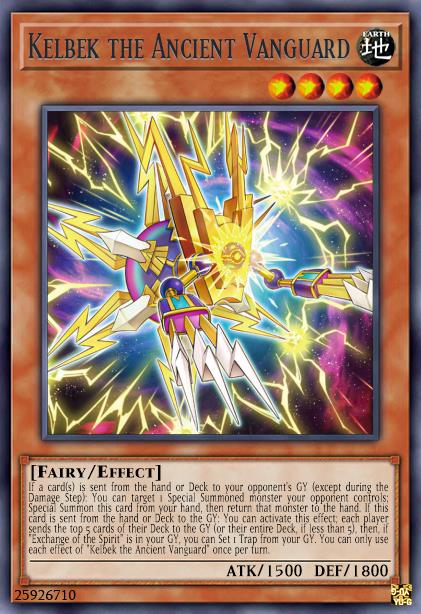 KELBEK THE ANCIENT VANGUARD
EARTH
地
[FAIRY/EFFECT]
If a card(s) is sent from the hand or Deck to your opponent's GY (except during the
Damage Step): You can target 1 Special Summoned monster your opponent controls;
Special Summon this card from your hand, then return that monster to the hand. If this
card is sent from the hand or Deck to the GY: You can activate this effect; each player
sends the top 5 cards of their Deck to the GY (or their entire Deck, if less than 5), then, if
"Exchange of the Spirit" is in your GY, you can Set 1 Trap from your GY. You can only use
each effect of "Kelbek the Ancient Vanguard" once per turn.
ATK/1500 DEF/1800
25926710